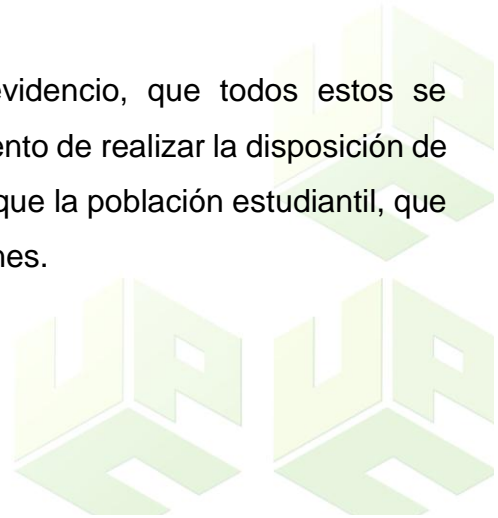 evidencio, que todos estos se
ento de realizar la disposición de
que la población estudiantil, que
nes.